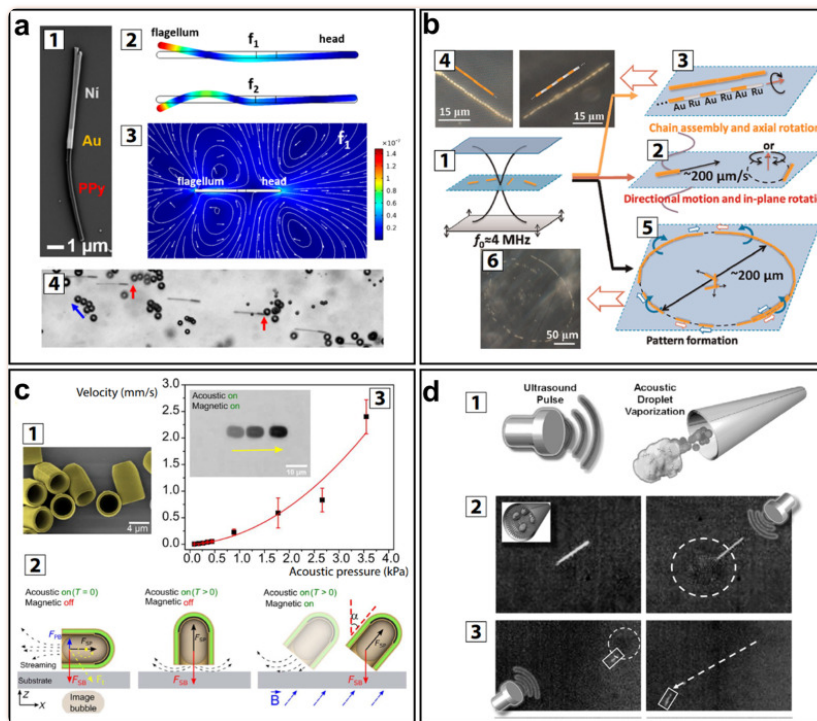 a
1
Ni
Au
PPy
1 μm
2
flagellum
f1
head
f2
3
f1
flagellum
head
1.4
1.2
1
0.8
0.6
0.4
0.2
4
b
4
15 μm
15 μm
3
Au Ru Au Ru Au Ru
Chain assembly and axial rotation
1
f0≈4 MHz
2
or
~200 μm/s
Directional motion and in-plane rotation
5
~200 μm
Pattern formation
6
50 μm
c
Velocity (mm/s)
1
4 μm
3.0
2.5
2.0
1.5
1.0
0.5
0.0
Acoustic on
Magnetic on
3
0.0 0.5 1.0 1.5 2.0 2.5 3.0 3.5 4.0
Acoustic pressure (kPa)
2
Acoustic on (T = 0)
Magnetic off
Acoustic on (T > 0)
Magnetic off
Acoustic on (T > 0)
Magnetic on
Streaming
Substrate
FSB
FSB
FSB
FSP
FSP
FSP
α
Z
X
Image
bubble
B
d
1
Ultrasound
Pulse
Acoustic
Droplet
Vaporization
2
3